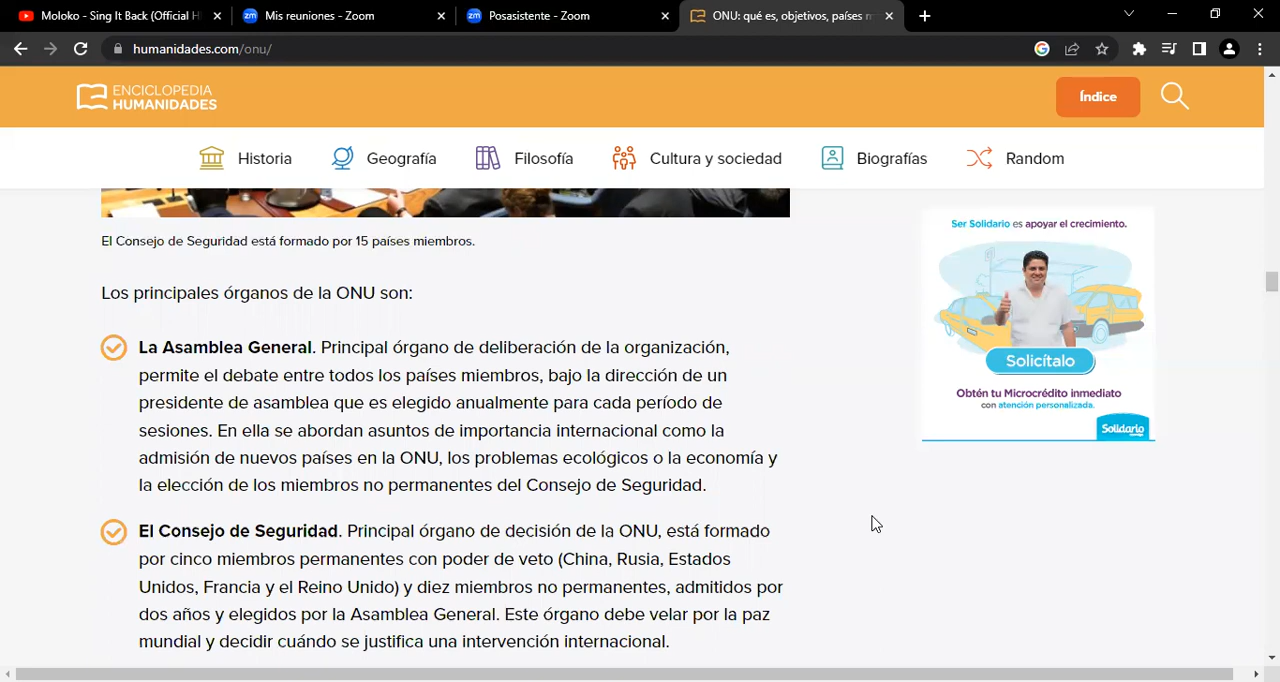 Moloko - Sing It Back (Official H
Mis reuniones - Zoom
Posasistente - Zoom
ONU: qué es, objetivos, países m
humanidades.com/onu/
ENCICLOPEDIA
HUMANIDADES
Índice
Historia
Geografía
Filosofía
Cultura y sociedad
Biografías
Random
El Consejo de Seguridad está formado por 15 países miembros.
Los principales órganos de la ONU son:
La Asamblea General. Principal órgano de deliberación de la organización,
permite el debate entre todos los países miembros, bajo la dirección de un
presidente de asamblea que es elegido anualmente para cada período de
sesiones. En ella se abordan asuntos de importancia internacional como la
admisión de nuevos países en la ONU, los problemas ecológicos o la economía y
la elección de los miembros no permanentes del Consejo de Seguridad.
El Consejo de Seguridad. Principal órgano de decisión de la ONU, está formado
por cinco miembros permanentes con poder de veto (China, Rusia, Estados
Unidos, Francia y el Reino Unido) y diez miembros no permanentes, admitidos por
dos años y elegidos por la Asamblea General. Este órgano debe velar por la paz
mundial y decidir cuándo se justifica una intervención internacional.
Ser Solidario es apoyar el crecimiento.
Solicítalo
Obtén tu Microcrédito inmediato
con atención personalizada.
Solidario